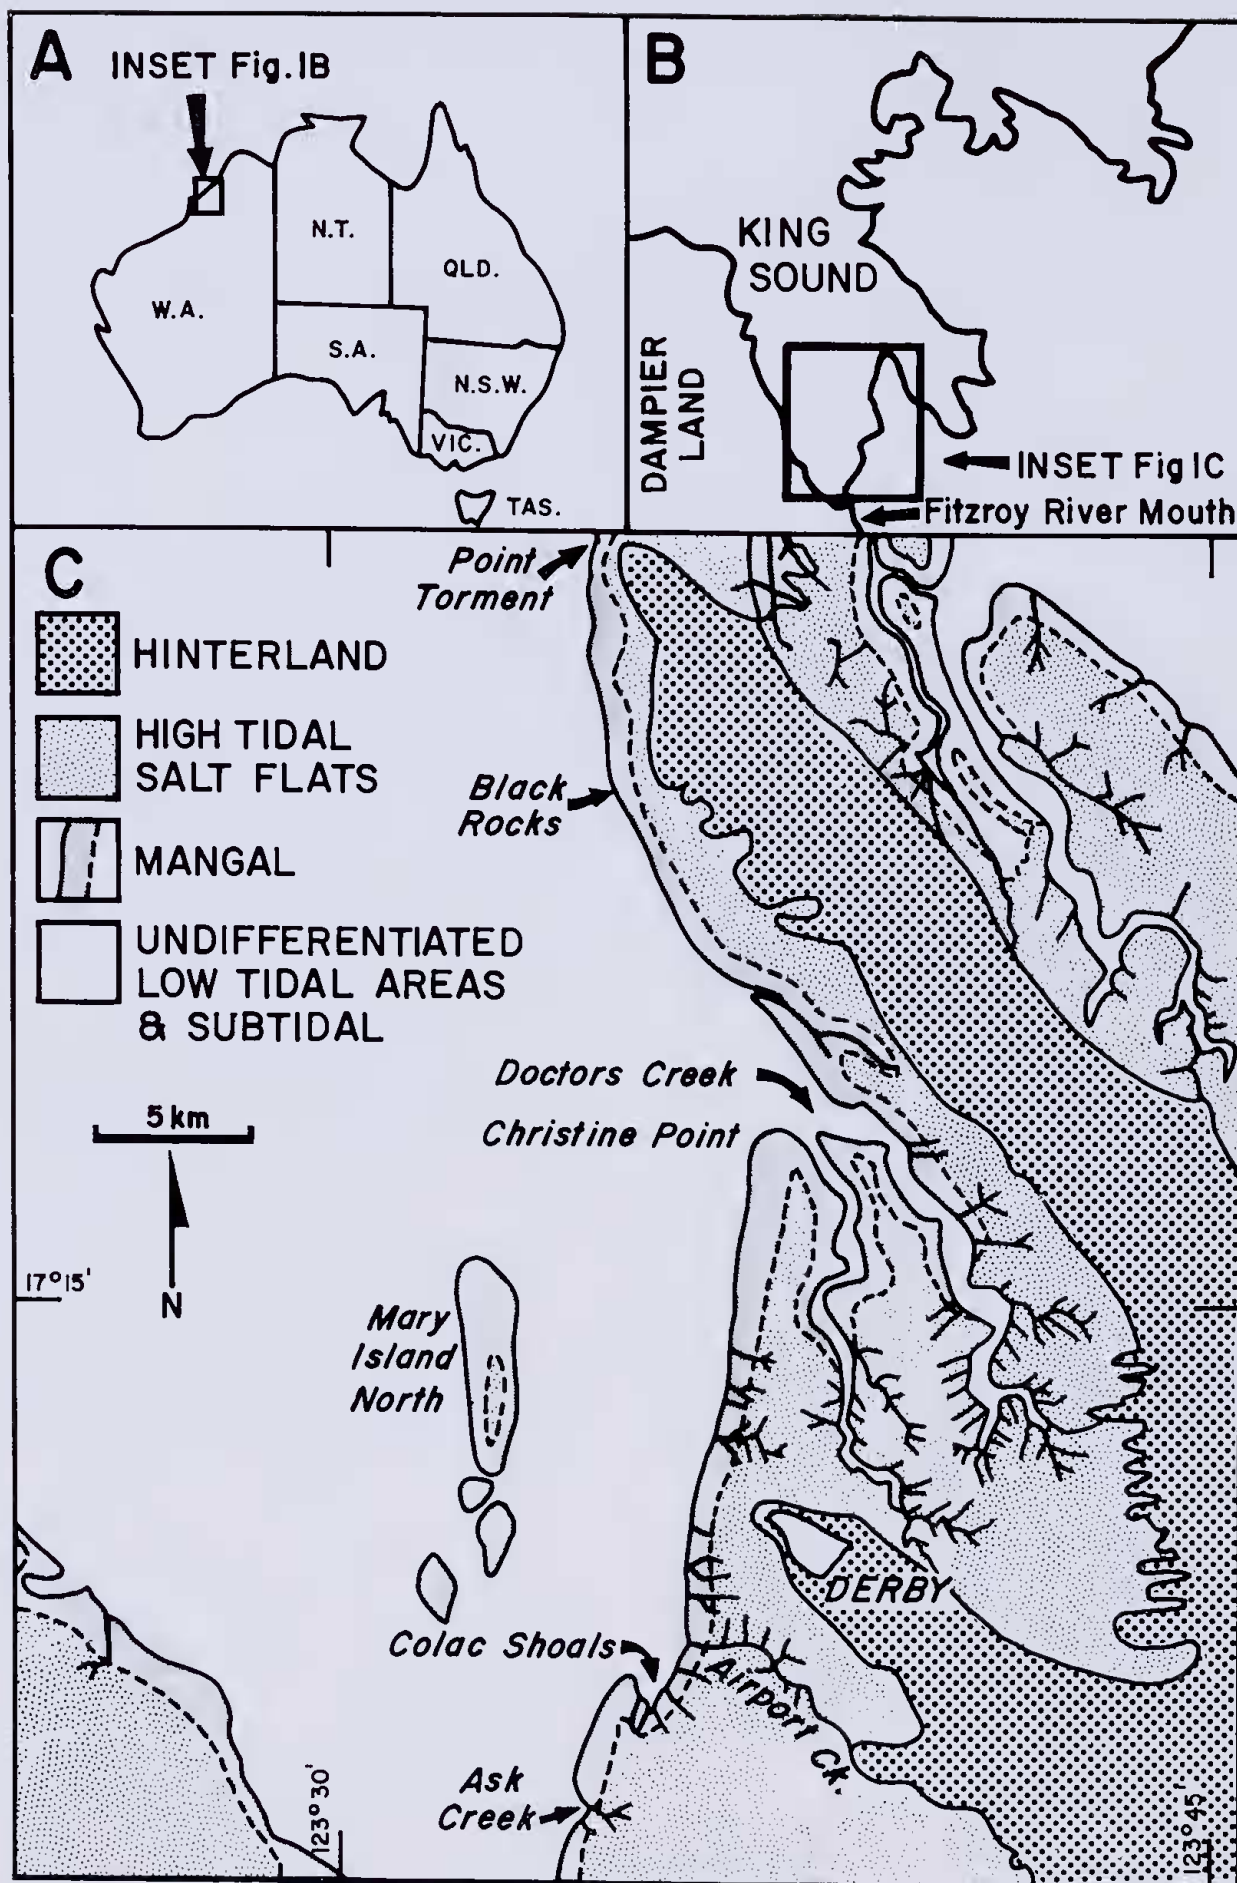 A
INSET Fig.1B
W.A.
N.T.
QLD.
S.A.
N.S.W.
VIC.
TAS.
B
KING
SOUND
DAMPIER
LAND
INSET Fig 1C
Fitzroy River Mouth
C
HINTERLAND
HIGH TIDAL
SALT FLATS
MANGAL
UNDIFFERENTIATED
LOW TIDAL AREAS
& SUBTIDAL
5 km
N
17°15'
Point
Torment
Black
Rocks
Doctors Creek
Christine Point
Mary
Island
North
DERBY
Colac Shoals
Airport Ck.
Ask
Creek
123°30'
123°45'